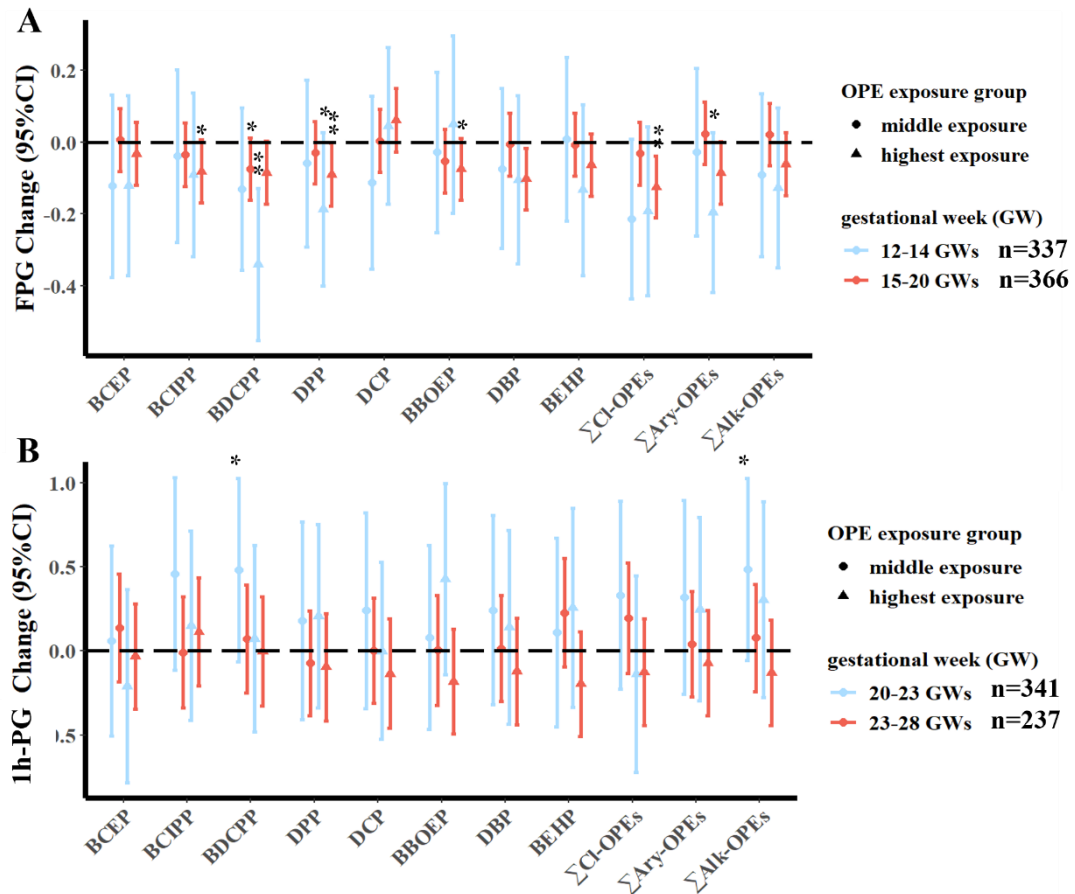 A
FPG Change (95%CI)
0.2
0.0
-0.2
-0.4
*
*
**
*
**
*
**
*
BCEP
BCIPP
BDCPP
DPP
DCP
BBOEP
DBP
BEHP
∑Cl-OPEs
∑Ary-OPEs
∑Alk-OPEs
OPE exposure group
middle exposure
highest exposure
gestational week (GW)
12-14 GWs n=337
15-20 GWs n=366
B
1h-PG Change (95%CI)
1.0
0.5
0.0
1.5
*
*
BCEP
BCIPP
BDCPP
DPP
DCP
BBOEP
DBP
BEHP
∑Cl-OPEs
∑Ary-OPEs
∑Alk-OPEs
OPE exposure group
middle exposure
highest exposure
gestational week (GW)
20-23 GWs n=341
23-28 GWs n=237